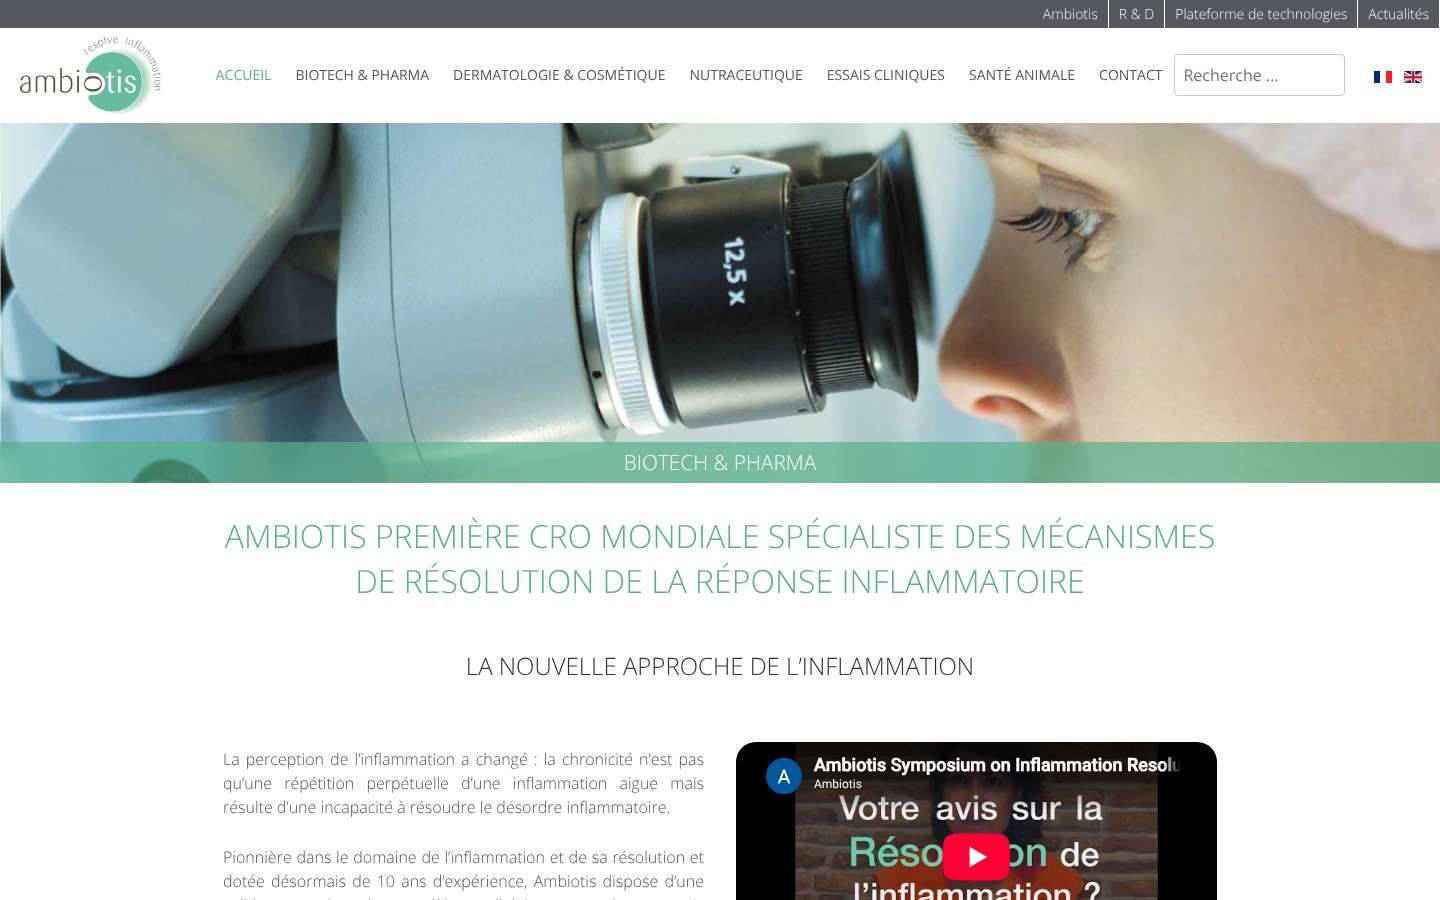 Ambiotis
R & D
Plateforme de technologies
Actualités
resolve inflammation
ambiotis
ACCUEIL
BIOTECH & PHARMA
DERMATOLOGIE & COSMÉTIQUE
NUTRACEUTIQUE
ESSAIS CLINIQUES
SANTÉ ANIMALE
CONTACT
Recherche ...
12,5 x
BIOTECH & PHARMA
AMBIOTIS PREMIÈRE CRO MONDIALE SPÉCIALISTE DES MÉCANISMES
DE RÉSOLUTION DE LA RÉPONSE INFLAMMATOIRE
LA NOUVELLE APPROCHE DE L’INFLAMMATION
La perception de l’inflammation a changé : la chronicité n’est pas
qu’une répétition perpétuelle d’une inflammation aigue mais
résulte d’une incapacité à résoudre le désordre inflammatoire.
Pionnière dans le domaine de l’inflammation et de sa résolution et
dotée désormais de 10 ans d’expérience, Ambiotis dispose d’une
A
Ambiotis Symposium on Inflammation Resolu
Ambiotis
Votre avis sur la
Réso on de
l’inflammation ?